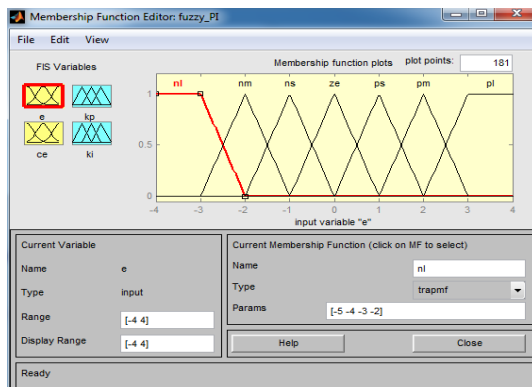 Membership Function Editor: fuzzy_PI
File Edit View
FIS Variables
Membership function plots plot points: 181
nl nm ns ze ps pm pl
e kp
ce ki
1
0.5
0
-4 -3 -2 -1 0 1 2 3 4
input variable "e"
Current Variable
Name e
Type input
Range [-4 4]
Display Range [-4 4]
Current Membership Function (click on MF to select)
Name nl
Type trapmf
Params [-5 -4 -3 -2]
Help Close
Ready